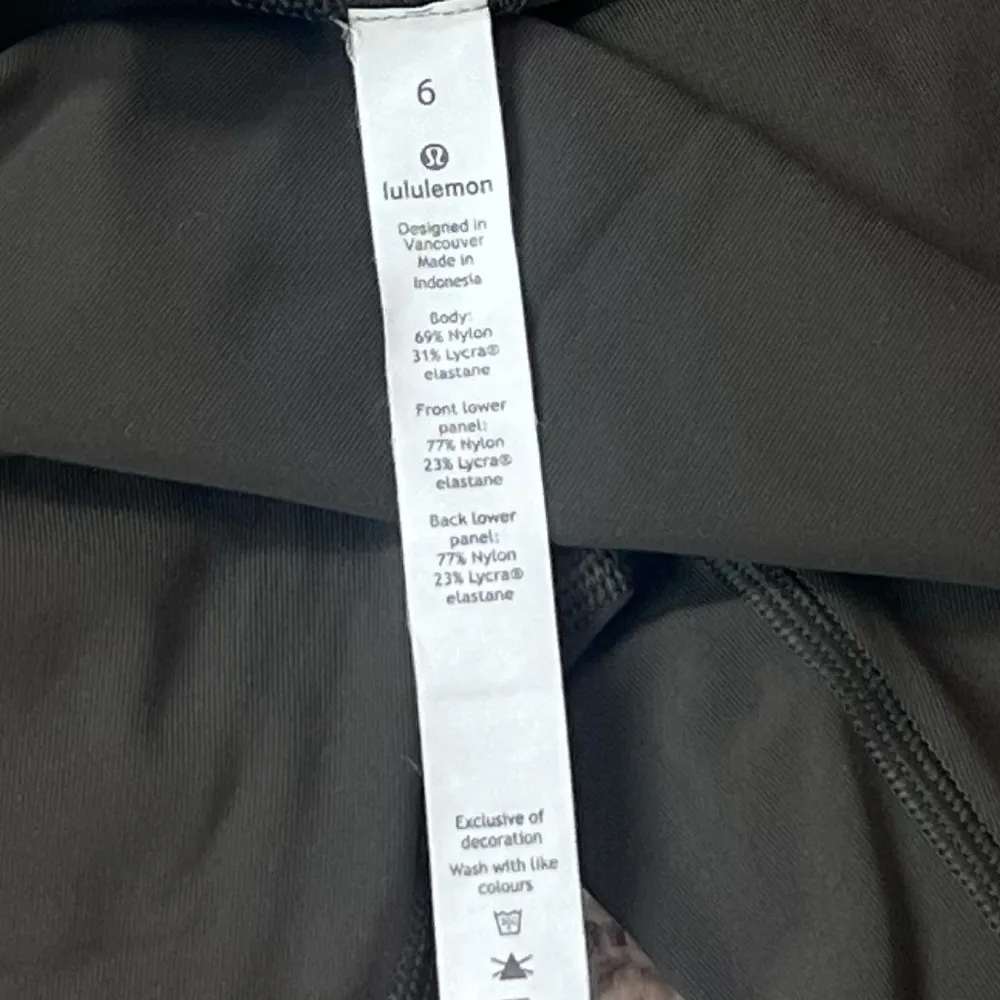 6
lululemon
Designed in
Vancouver
Made in
Indonesia
Body:
69% Nylon
31% Lycra®
elastane
Front lower
panel:
77% Nylon
23% Lycra®
elastane
Back lower
panel:
77% Nylon
23% Lycra®
elastane
Exclusive of
decoration
Wash with like
colours